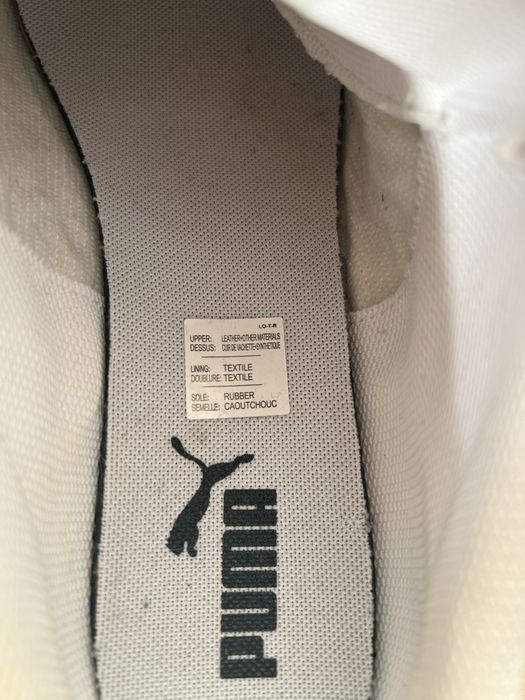 LO-T-R
UPPER: LEATHER+OTHER MATERIALS
DESSUS: CUIR DE VACHETTE+SYNTHETIQUE
LINING: TEXTILE
DOUBLURE: TEXTILE
SOLE: RUBBER
SEMELLE: CAOUTCHOUC
PUMA